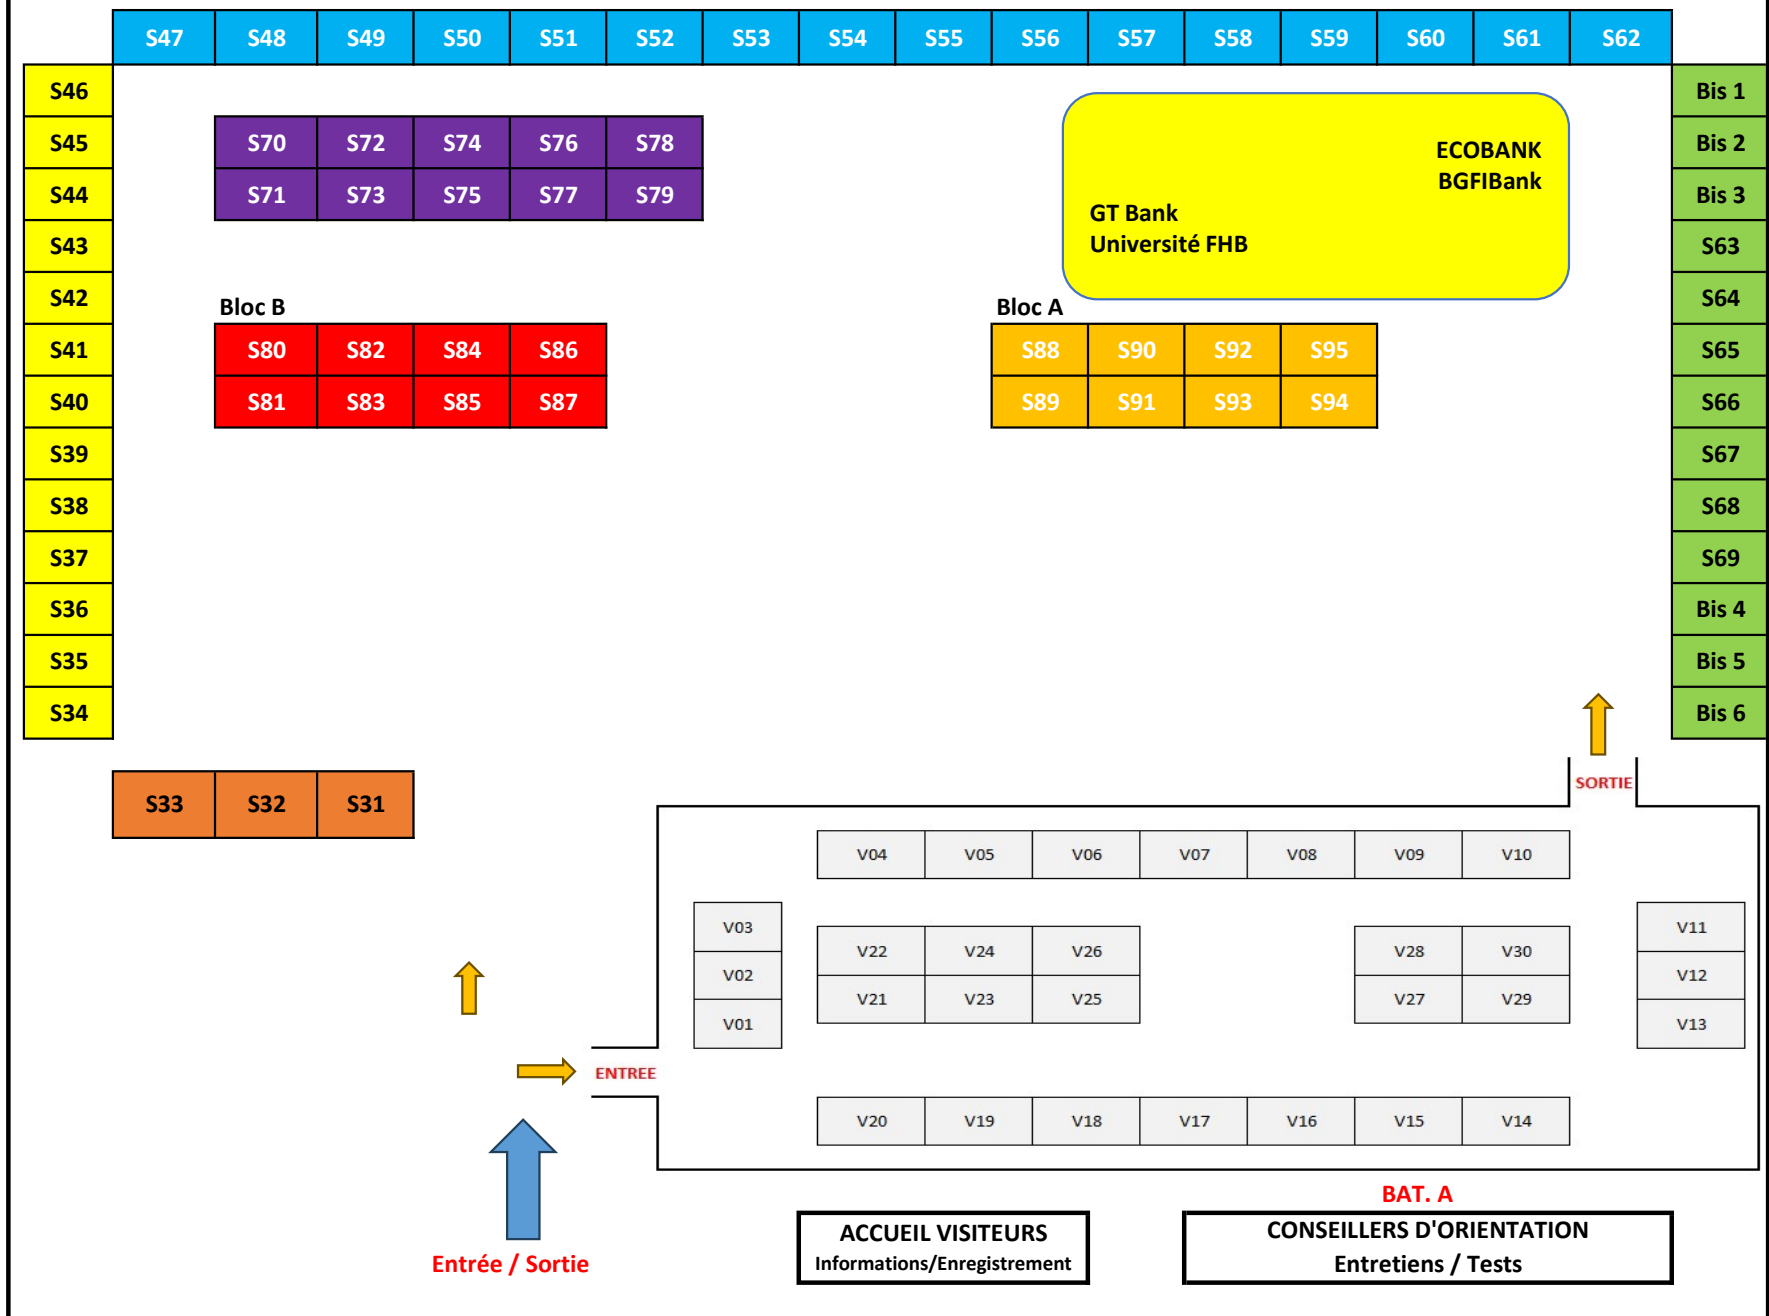 S47 S48 S49 S50 S51 S52 S53 S54 S55 S56 S57 S58 S59 S60 S61 S62
S46 Bis 1
S45 S70 S72 S74 S76 S78 ECOBANK Bis 2
S44 S71 S73 S75 S77 S79 BGFIBank Bis 3
GT Bank
S43 Université FHB S63
S42 Bloc B Bloc A S64
S41 S80 S82 S84 S86 S88 S90 S92 S95 S65
S40 S81 S83 S85 S87 S89 S91 S93 S94 S66
S39 S67
S38 S68
S37 S69
S36 Bis 4
S35 Bis 5
S34 Bis 6
SORTIE
S33 S32 S31
V04 V05 V06 V07 V08 V09 V10
V03 V11
V22 V24 V26 V28 V30
V02 V12
V21 V23 V25 V27 V29
V01 V13
ENTREE
V20 V19 V18 V17 V16 V15 V14
BAT. A
ACCUEIL VISITEURS CONSEILLERS D'ORIENTATION
Entrée / Sortie Informations/Enregistrement Entretiens / Tests